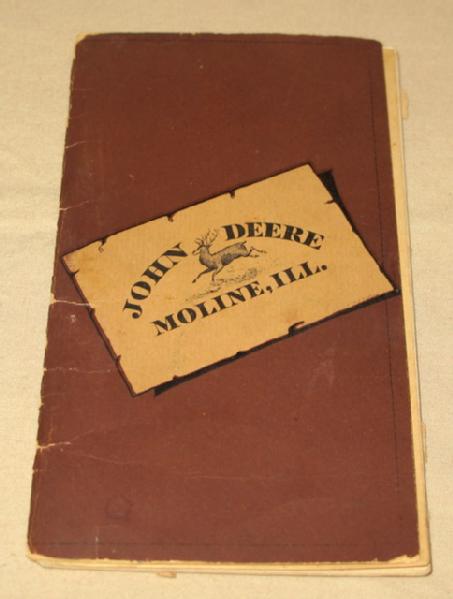 JOHN DEERE
MOLINE, ILL.